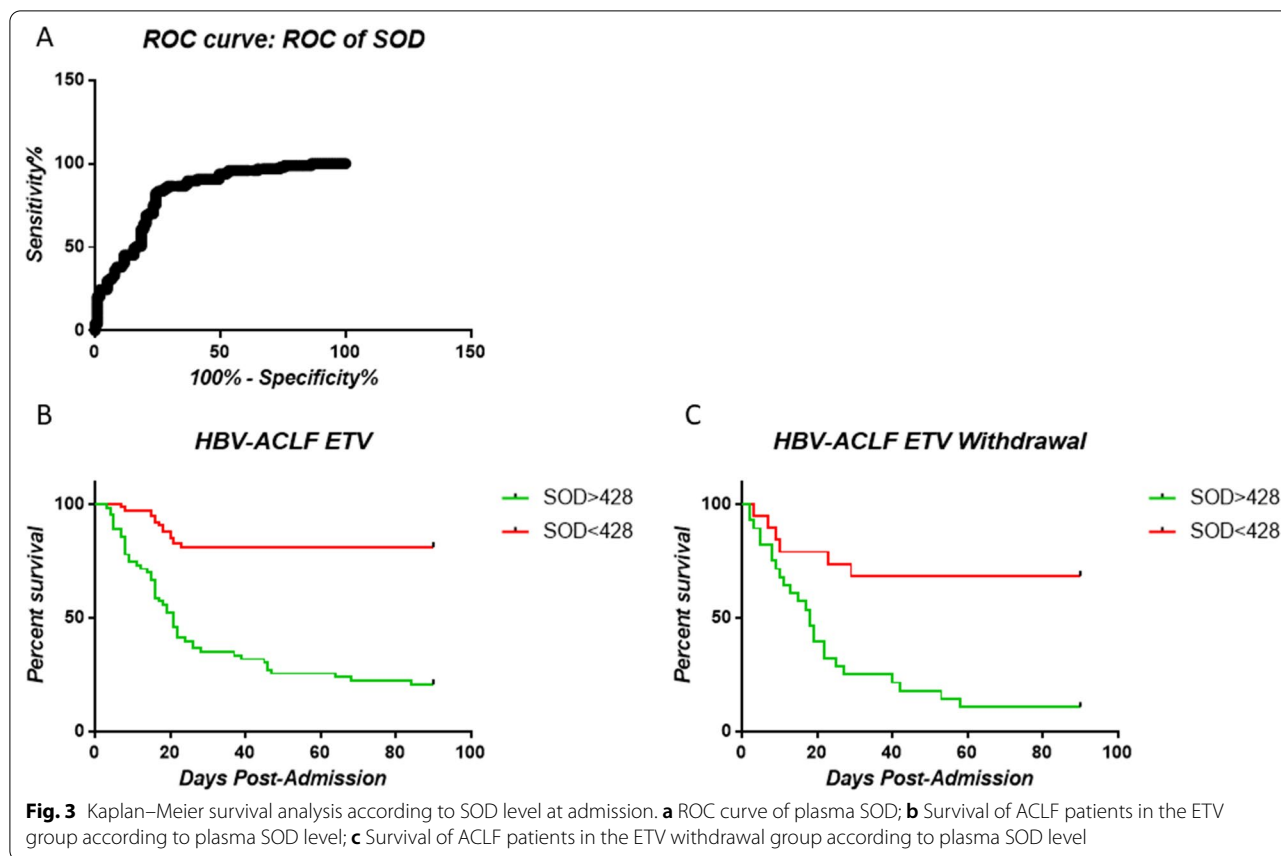 A
ROC curve: ROC of SOD
150
100
50
0
Sensitivity%
0 50 100 150
100% - Specificity%
B
HBV-ACLF ETV
100
50
0
Percent survival
0 20 40 60 80 100
Days Post-Admission
SOD>428
SOD<428
C
HBV-ACLF ETV Withdrawal
100
50
0
Percent survival
0 20 40 60 80 100
Days Post-Admission
SOD>428
SOD<428
Fig. 3 Kaplan–Meier survival analysis according to SOD level at admission. a ROC curve of plasma SOD; b Survival of ACLF patients in the ETV
group according to plasma SOD level; c Survival of ACLF patients in the ETV withdrawal group according to plasma SOD level